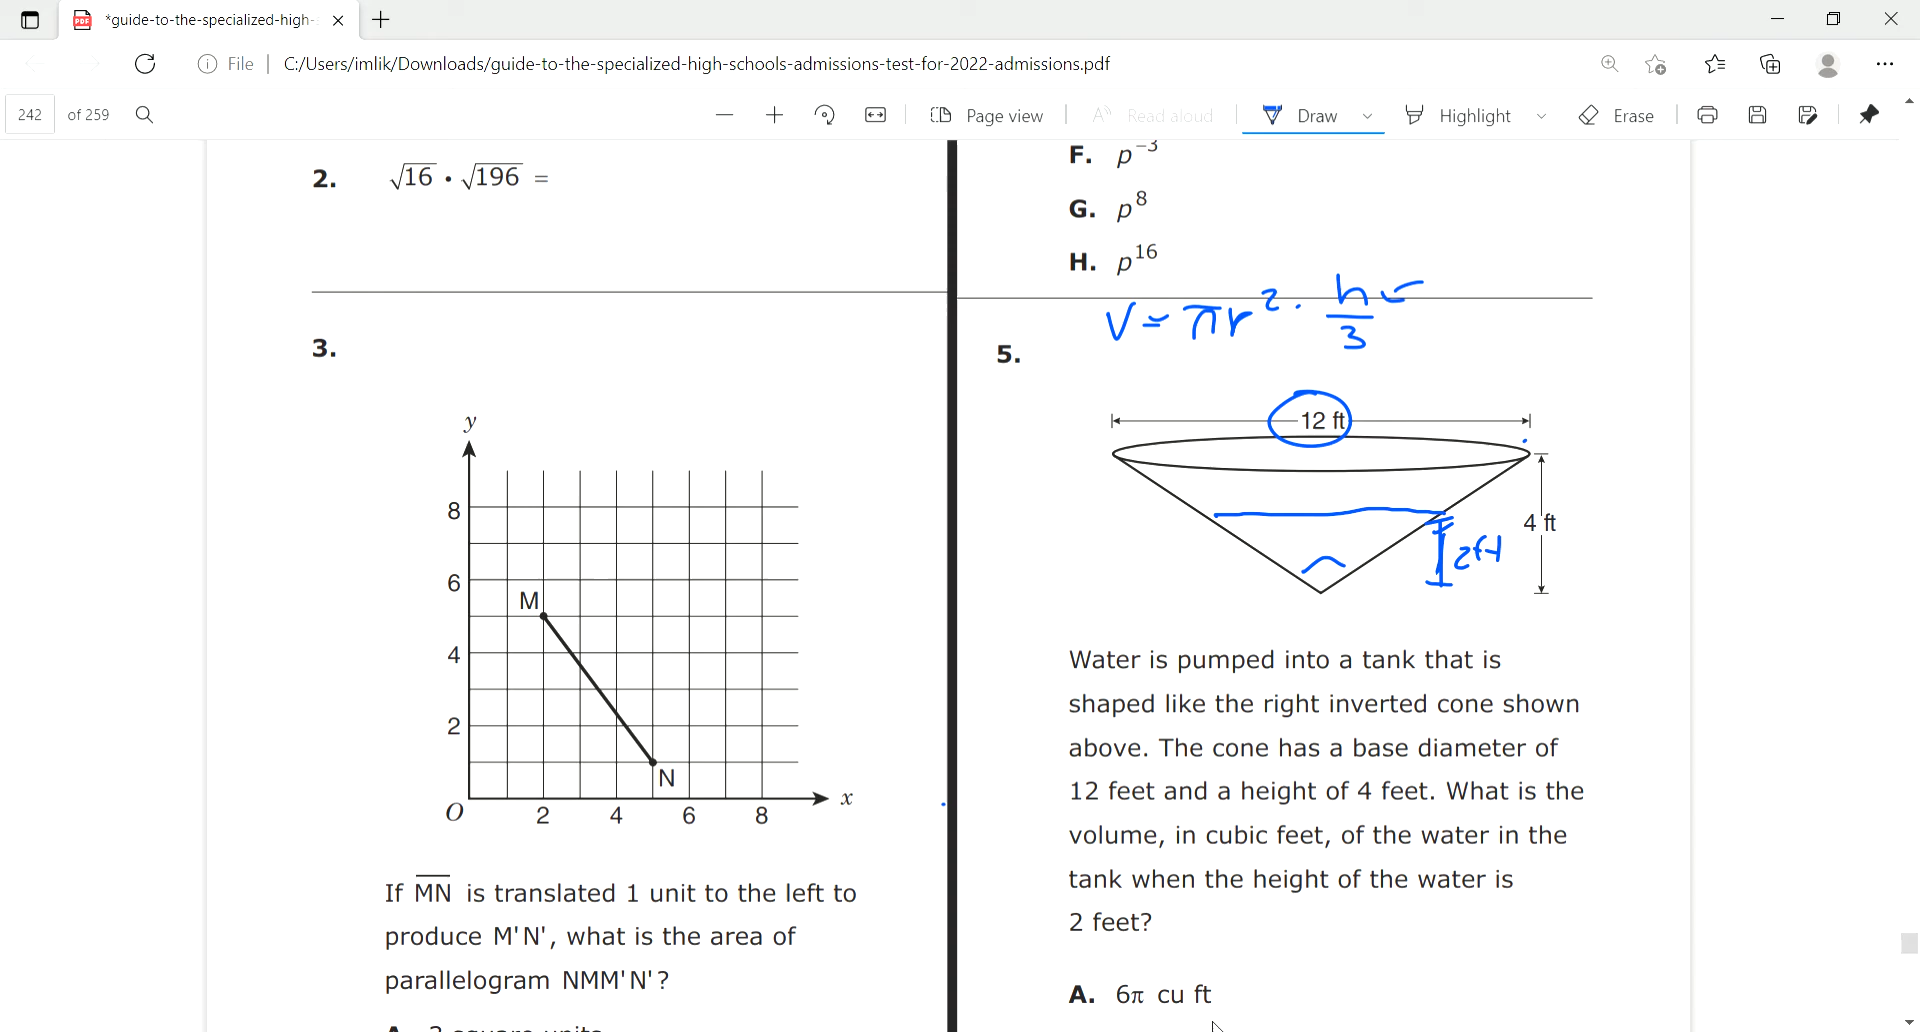 *guide-to-the-specialized-high-
File
C:/Users/imlik/Downloads/guide-to-the-specialized-high-schools-admissions-test-for-2022-admissions.pdf
242 of 259
Page view
Read aloud
Draw
Highlight
Erase
2. √16 • √196 =
3.
y
8
6
4
2
M
N
O 2 4 6 8 x
If MN is translated 1 unit to the left to
produce M'N', what is the area of
parallelogram NMM'N'?
F. p⁻³
G. p⁸
H. p¹⁶
V = πr² · h/3
5.
12 ft
4 ft
2ft
Water is pumped into a tank that is
shaped like the right inverted cone shown
above. The cone has a base diameter of
12 feet and a height of 4 feet. What is the
volume, in cubic feet, of the water in the
tank when the height of the water is
2 feet?
A. 6π cu ft